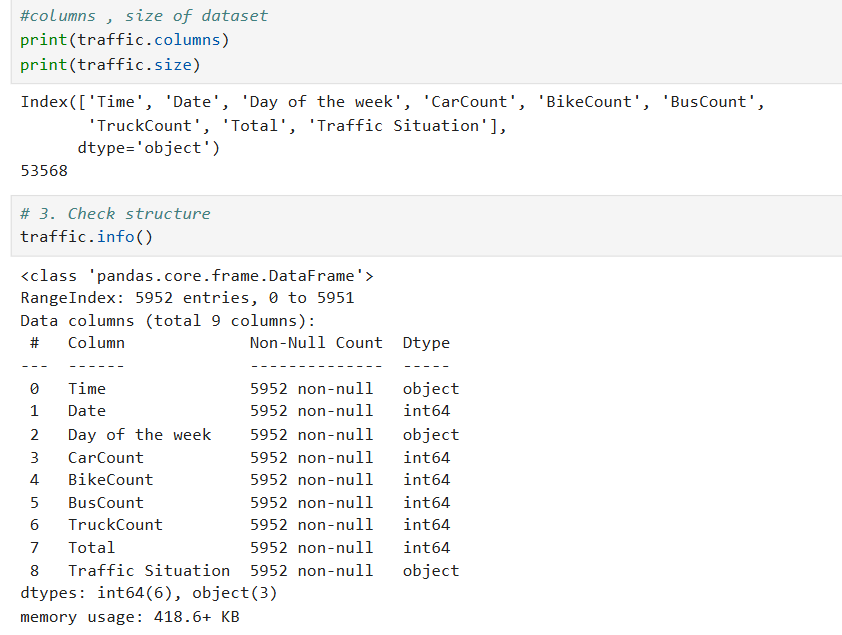 #columns , size of dataset
print(traffic.columns)
print(traffic.size)
Index(['Time', 'Date', 'Day of the week', 'CarCount', 'BikeCount', 'BusCount',
       'TruckCount', 'Total', 'Traffic Situation'],
      dtype='object')
53568
# 3. Check structure
traffic.info()
<class 'pandas.core.frame.DataFrame'>
RangeIndex: 5952 entries, 0 to 5951
Data columns (total 9 columns):
 #   Column             Non-Null Count  Dtype
---  ------             --------------  -----
 0   Time               5952 non-null   object
 1   Date               5952 non-null   int64
 2   Day of the week    5952 non-null   object
 3   CarCount           5952 non-null   int64
 4   BikeCount          5952 non-null   int64
 5   BusCount           5952 non-null   int64
 6   TruckCount         5952 non-null   int64
 7   Total              5952 non-null   int64
 8   Traffic Situation  5952 non-null   object
dtypes: int64(6), object(3)
memory usage: 418.6+ KB